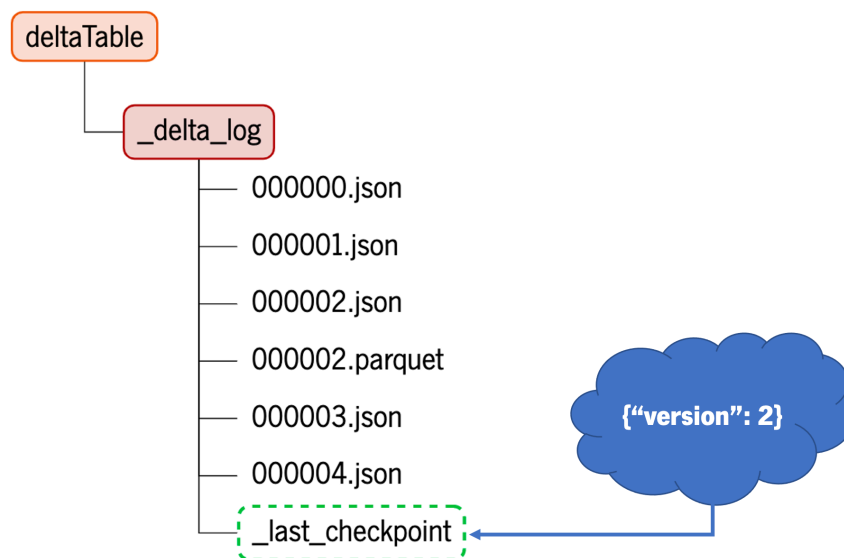 deltaTable
_delta_log
000000.json
000001.json
000002.json
000002.parquet
000003.json
{“version”: 2}
000004.json
_last_checkpoint